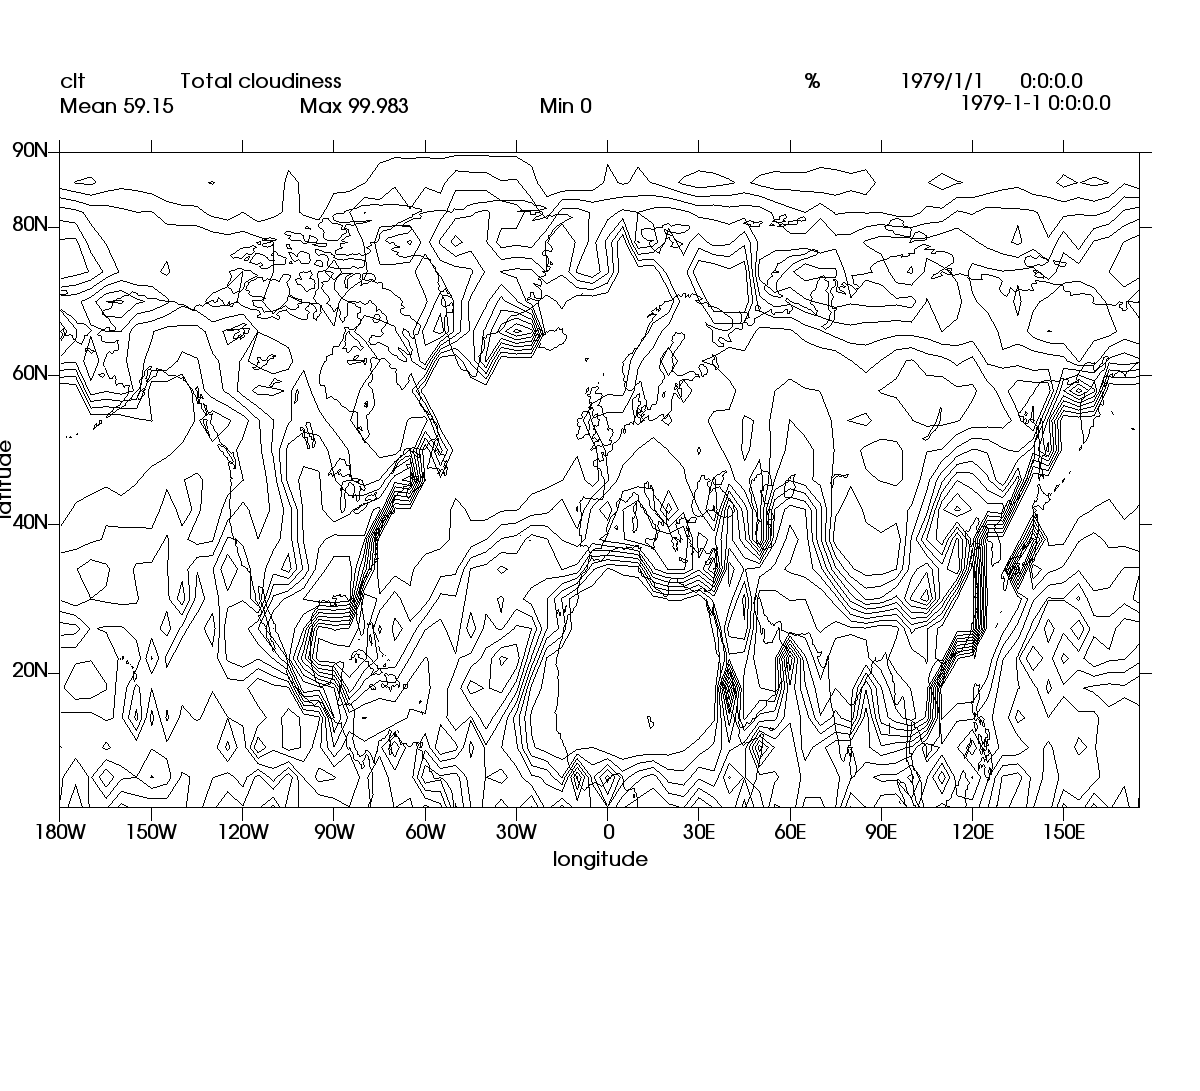 clt Total cloudiness % 1979/1/1 0:0:0.0
Mean 59.15 Max 99.983 Min 0 1979-1-1 0:0:0.0
90N
80N
60N
40N
20N
latitude
180W 150W 120W 90W 60W 30W 0 30E 60E 90E 120E 150E
longitude